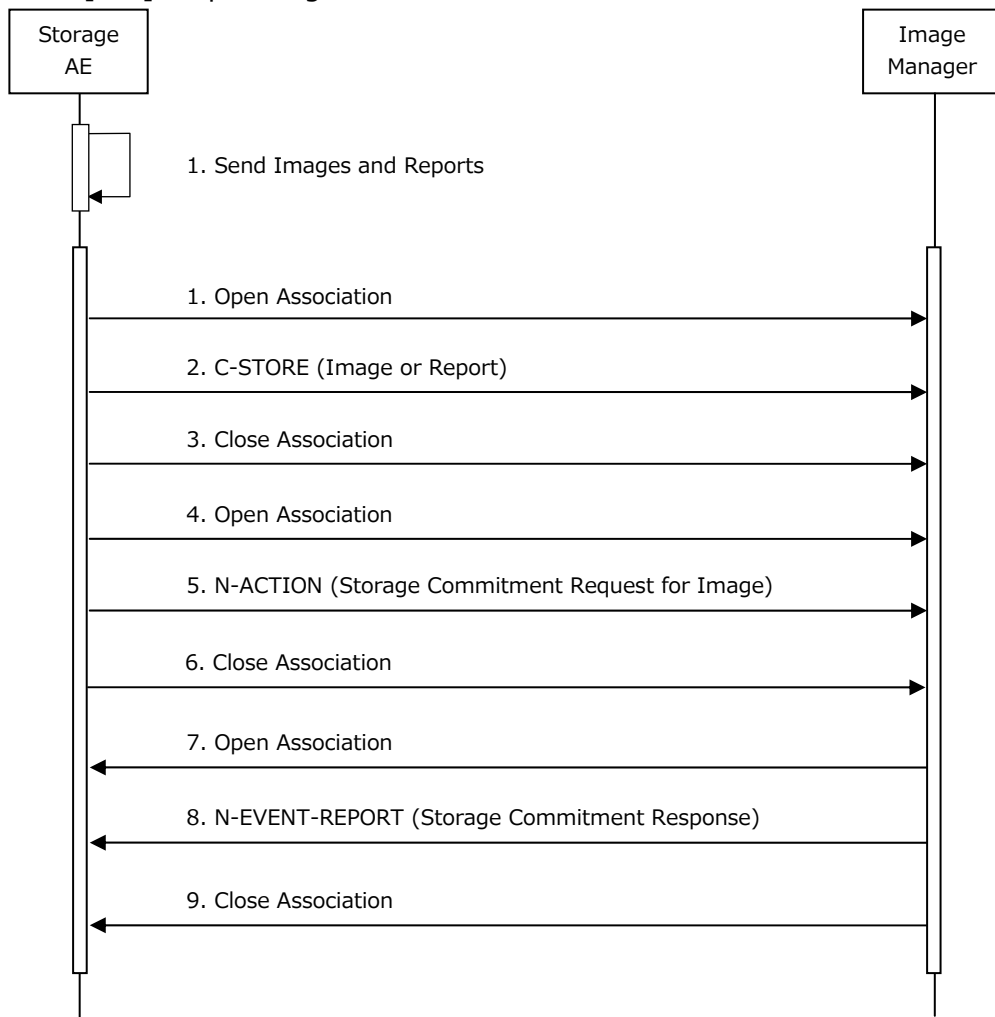 Storage
AE
Image
Manager
1. Send Images and Reports
1. Open Association
2. C-STORE (Image or Report)
3. Close Association
4. Open Association
5. N-ACTION (Storage Commitment Request for Image)
6. Close Association
7. Open Association
8. N-EVENT-REPORT (Storage Commitment Response)
9. Close Association